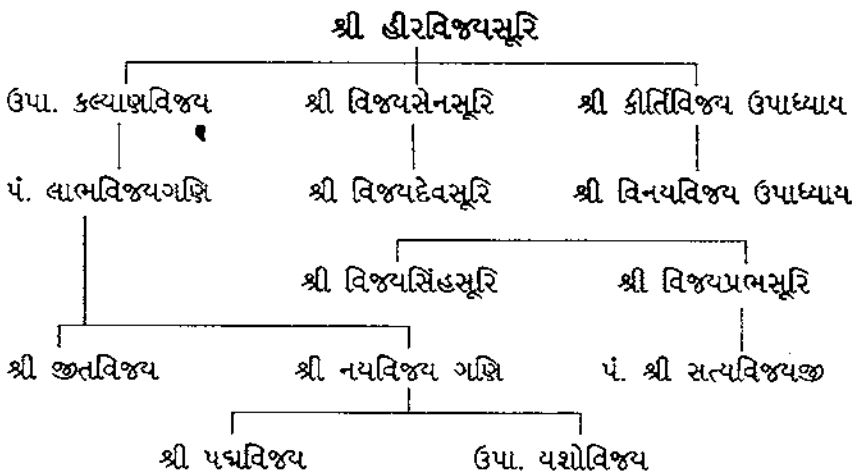 શ્રી હીરવિજયસૂરિ
ઉપા. કલ્યાણવિજય શ્રી વિજયસેનસૂરિ શ્રી કીર્તિવિજય ઉપાધ્યાય
પં. લાભવિજયગણિ શ્રી વિજયદેવસૂરિ શ્રી વિનયવિજય ઉપાધ્યાય
શ્રી વિજયસિંહસૂરિ શ્રી વિજયપ્રભસૂરિ
શ્રી જીતવિજય શ્રી નયવિજય ગણિ પં. શ્રી સત્યવિજયજી
શ્રી પદ્મવિજય ઉપા. યશોવિજય